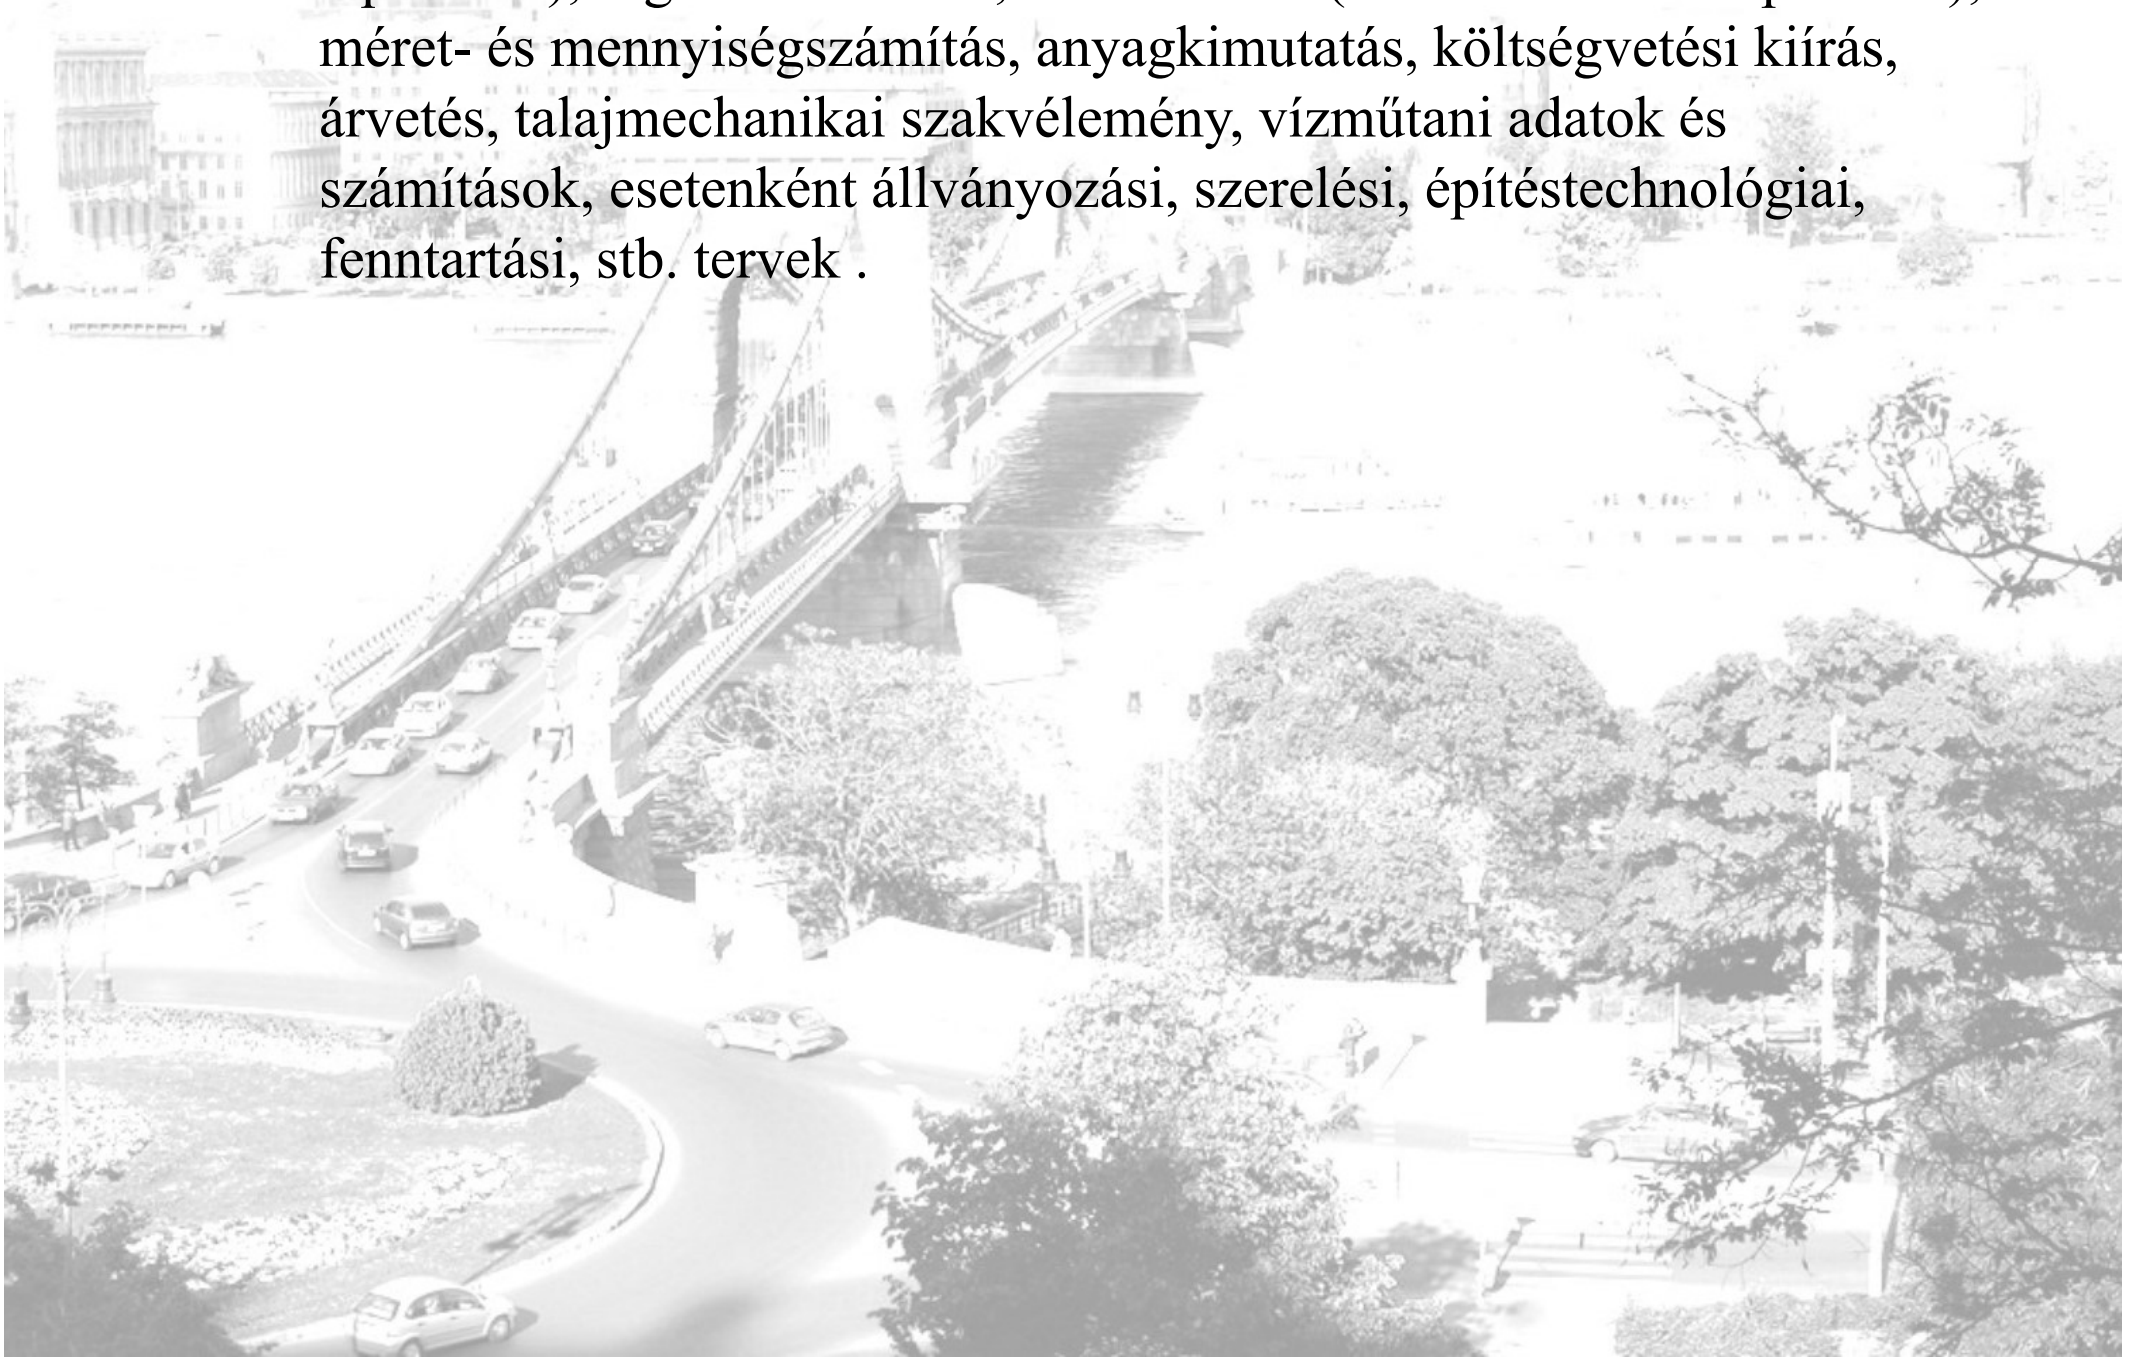 méret- és mennyiségszámítás, anyagkimutatás, költségvetési kiírás,
árvetés, talajmechanikai szakvélemény, vízműtani adatok és
számítások, esetenként állványozási, szerelési, építéstechnológiai,
fenntartási, stb. tervek .